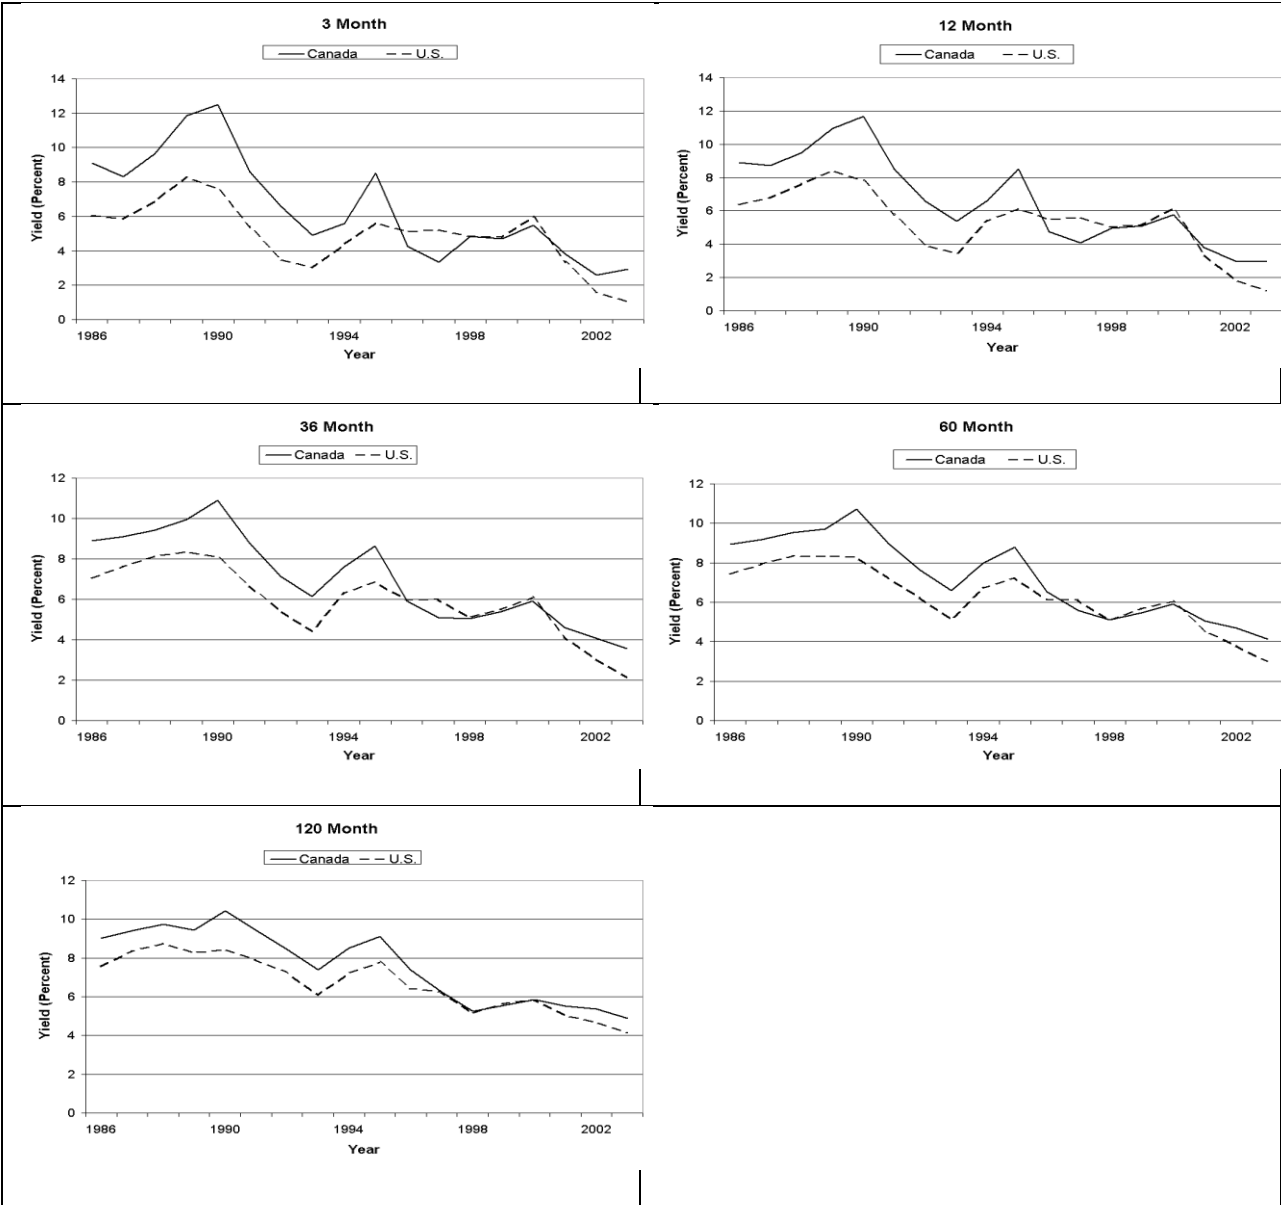 3 Month
Canada U.S.
Yield (Percent)
14
12
10
8
6
4
2
0
1986 1990 1994 1998 2002
Year
12 Month
Canada U.S.
Yield (Percent)
14
12
10
8
6
4
2
0
1986 1990 1994 1998 2002
Year
36 Month
Canada U.S.
Yield (Percent)
12
10
8
6
4
2
0
1986 1990 1994 1998 2002
Year
60 Month
Canada U.S.
Yield (Percent)
12
10
8
6
4
2
0
1986 1990 1994 1998 2002
Year
120 Month
Canada U.S.
Yield (Percent)
12
10
8
6
4
2
0
1986 1990 1994 1998 2002
Year